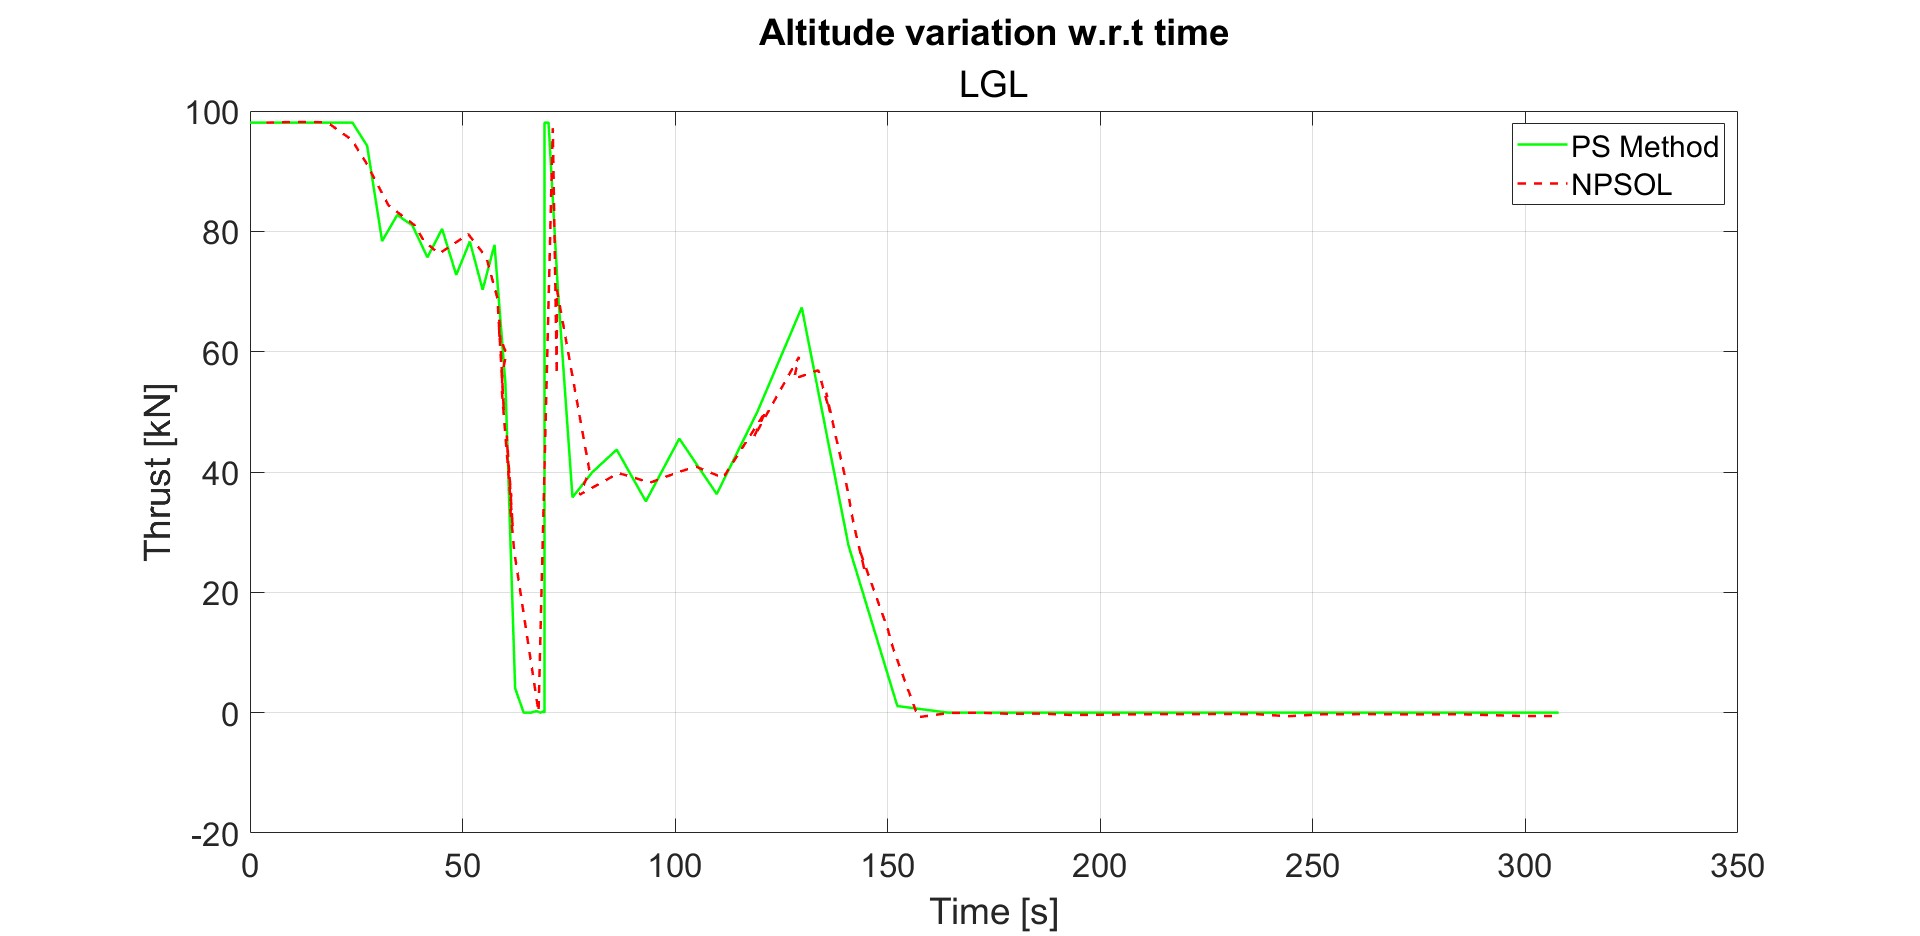 Altitude variation w.r.t time
LGL
100
80
60
40
20
0
-20
Thrust [kN]
PS Method
NPSOL
0 50 100 150 200 250 300 350
Time [s]